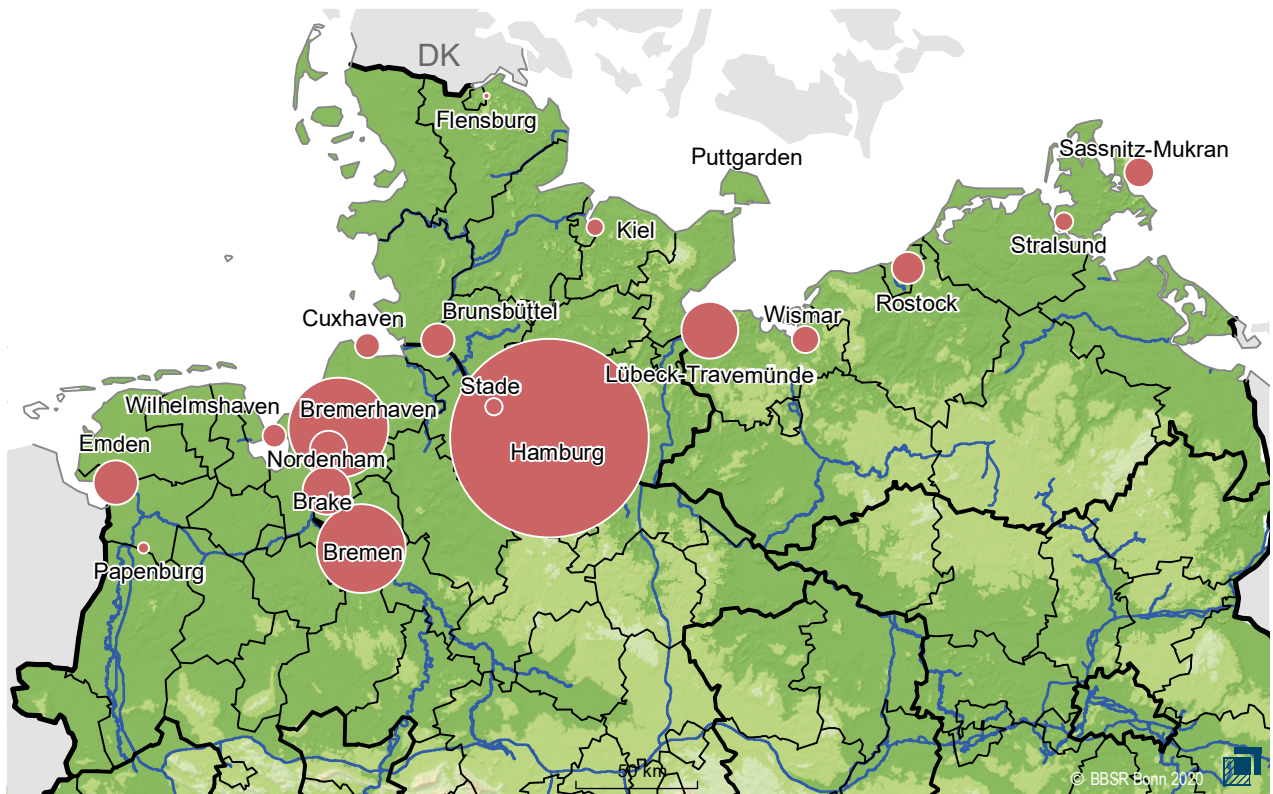 DK
Flensburg
Puttgarden
Sassnitz-Mukran
Kiel
Stralsund
Rostock
Cuxhaven
Brunsbüttel
Wismar
Lübeck-Travemünde
Stade
Wilhelmshaven
Bremerhaven
Emden
Hamburg
Nordenham
Brake
Bremen
Papenburg
50 km
© BBSR Bonn 2020